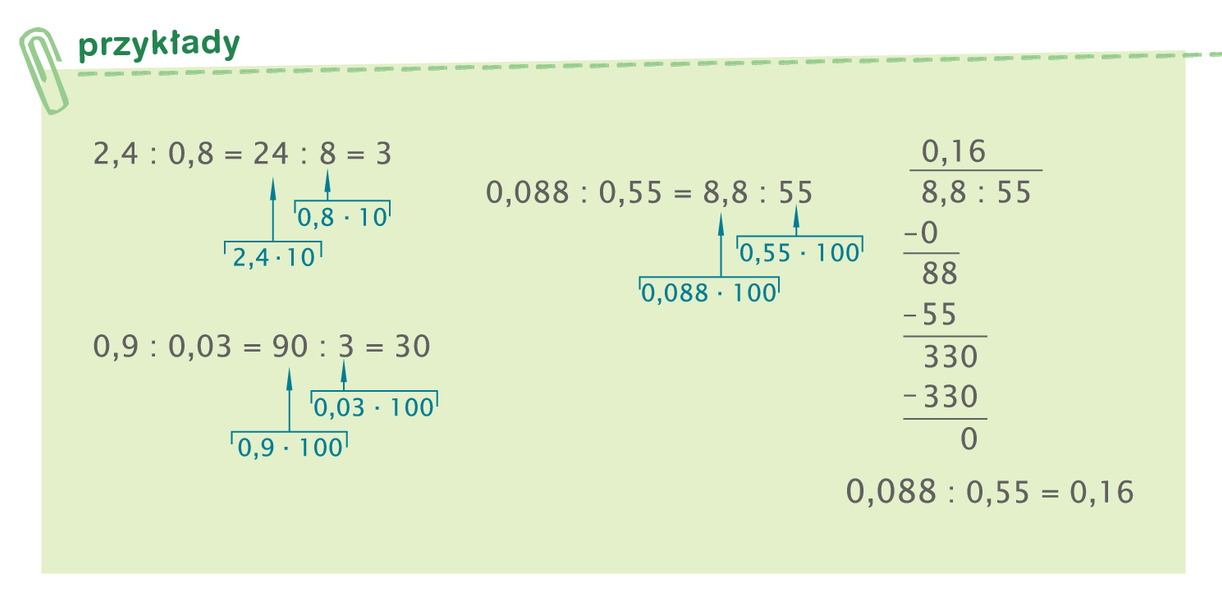 przykłady
2,4 : 0,8 = 24 : 8 = 3
0,8 · 10
2,4 · 10
0,9 : 0,03 = 90 : 3 = 30
0,03 · 100
0,9 · 100
0,088 : 0,55 = 8,8 : 55
0,55 · 100
0,088 · 100
0,16
8,8 : 55
–0
88
–55
330
–330
0
0,088 : 0,55 = 0,16